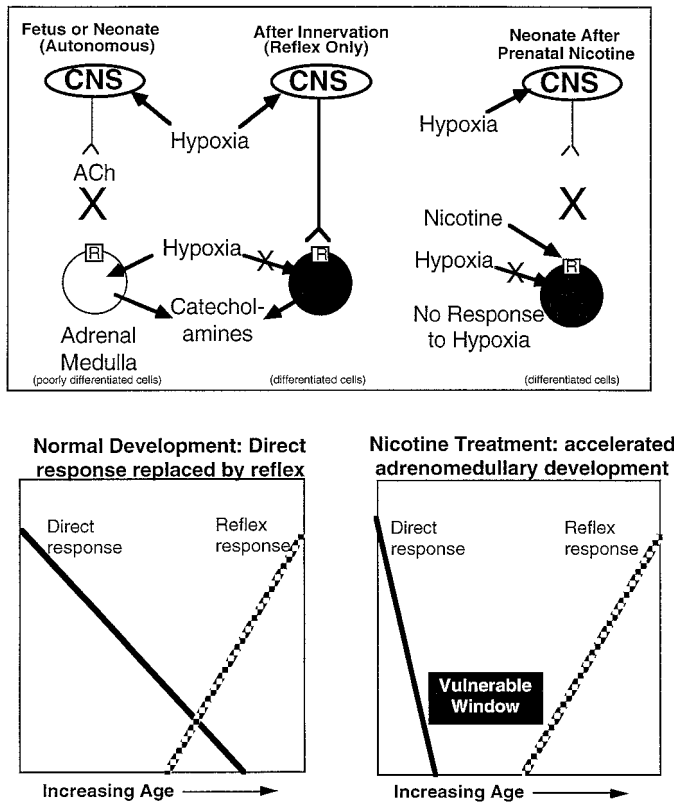 Fetus or Neonate
(Autonomous)
After Innervation
(Reflex Only)
Neonate After
Prenatal Nicotine
CNS
CNS
CNS
Hypoxia
Hypoxia
ACh
X
X
Nicotine
R
Hypoxia
X
R
R
Hypoxia
X
Catechol-
amines
No Response
to Hypoxia
Adrenal
Medulla
(poorly differentiated cells)
(differentiated cells)
(differentiated cells)
Normal Development: Direct
response replaced by reflex
Direct
response
Reflex
response
Increasing Age
Nicotine Treatment: accelerated
adrenomedullary development
Direct
response
Reflex
response
Vulnerable
Window
Increasing Age